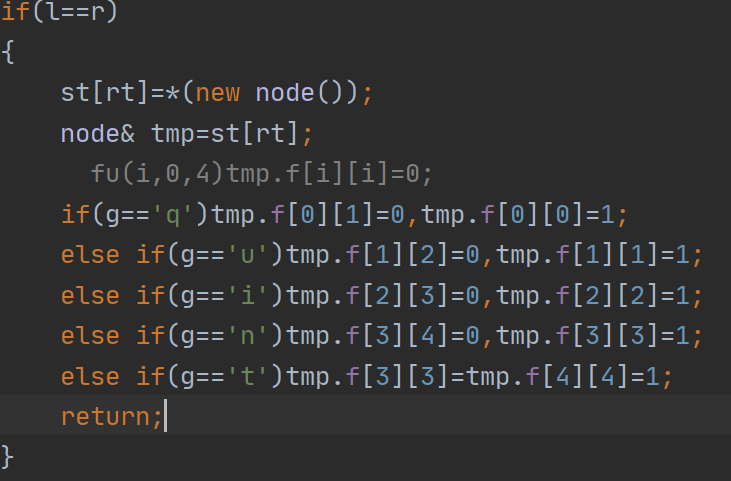 if(l==r)
{
st[rt]=*(new node());
node& tmp=st[rt];
fu(i,0,4)tmp.f[i][i]=0;
if(g=='q')tmp.f[0][1]=0,tmp.f[0][0]=1;
else if(g=='u')tmp.f[1][2]=0,tmp.f[1][1]=1;
else if(g=='i')tmp.f[2][3]=0,tmp.f[2][2]=1;
else if(g=='n')tmp.f[3][4]=0,tmp.f[3][3]=1;
else if(g=='t')tmp.f[3][3]=tmp.f[4][4]=1;
return;
}